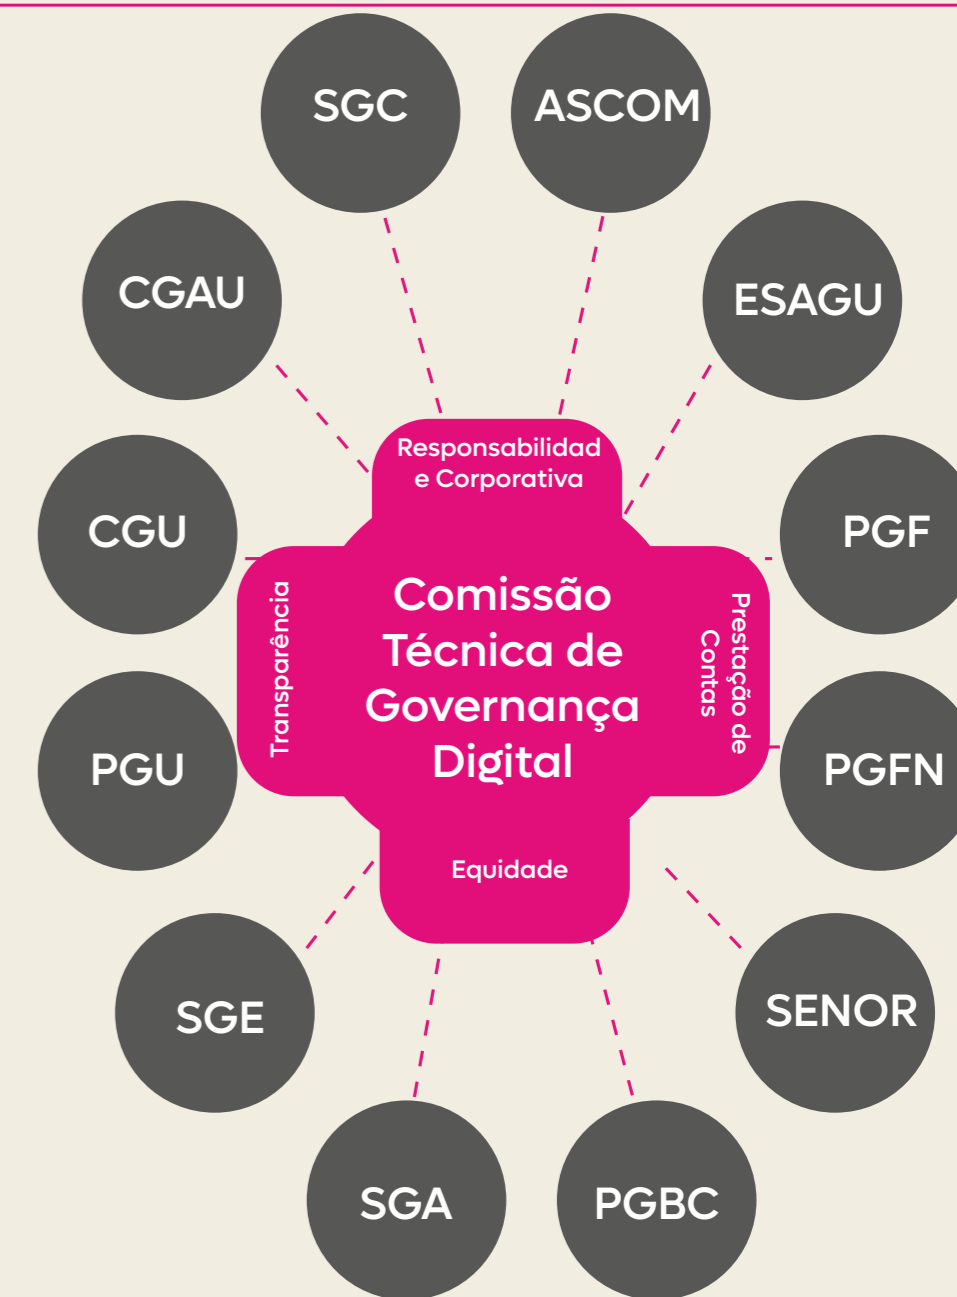 SGC
ASCOM
CGAU
ESAGU
Responsabilidad
e Corporativa
CGU
PGF
Transparência
Comissão
Técnica de
Governança
Digital
Prestação de
Contas
PGU
PGFN
Equidade
SGE
SENOR
SGA
PGBC